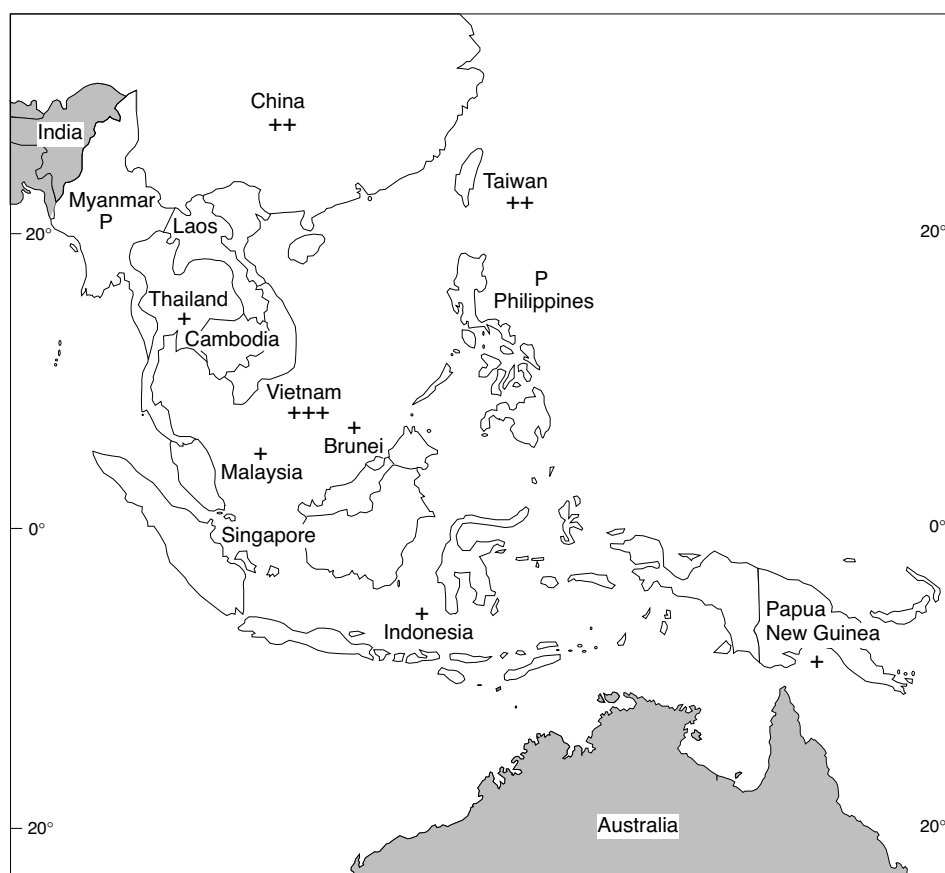 China
++
India
Taiwan
++
Myanmar
P
Laos
20°
20°
P
Philippines
Thailand
+
Cambodia
Vietnam
+++
+
Brunei
+
Malaysia
0°
Singapore
0°
+
Indonesia
Papua
New Guinea
+
20°
Australia
20°